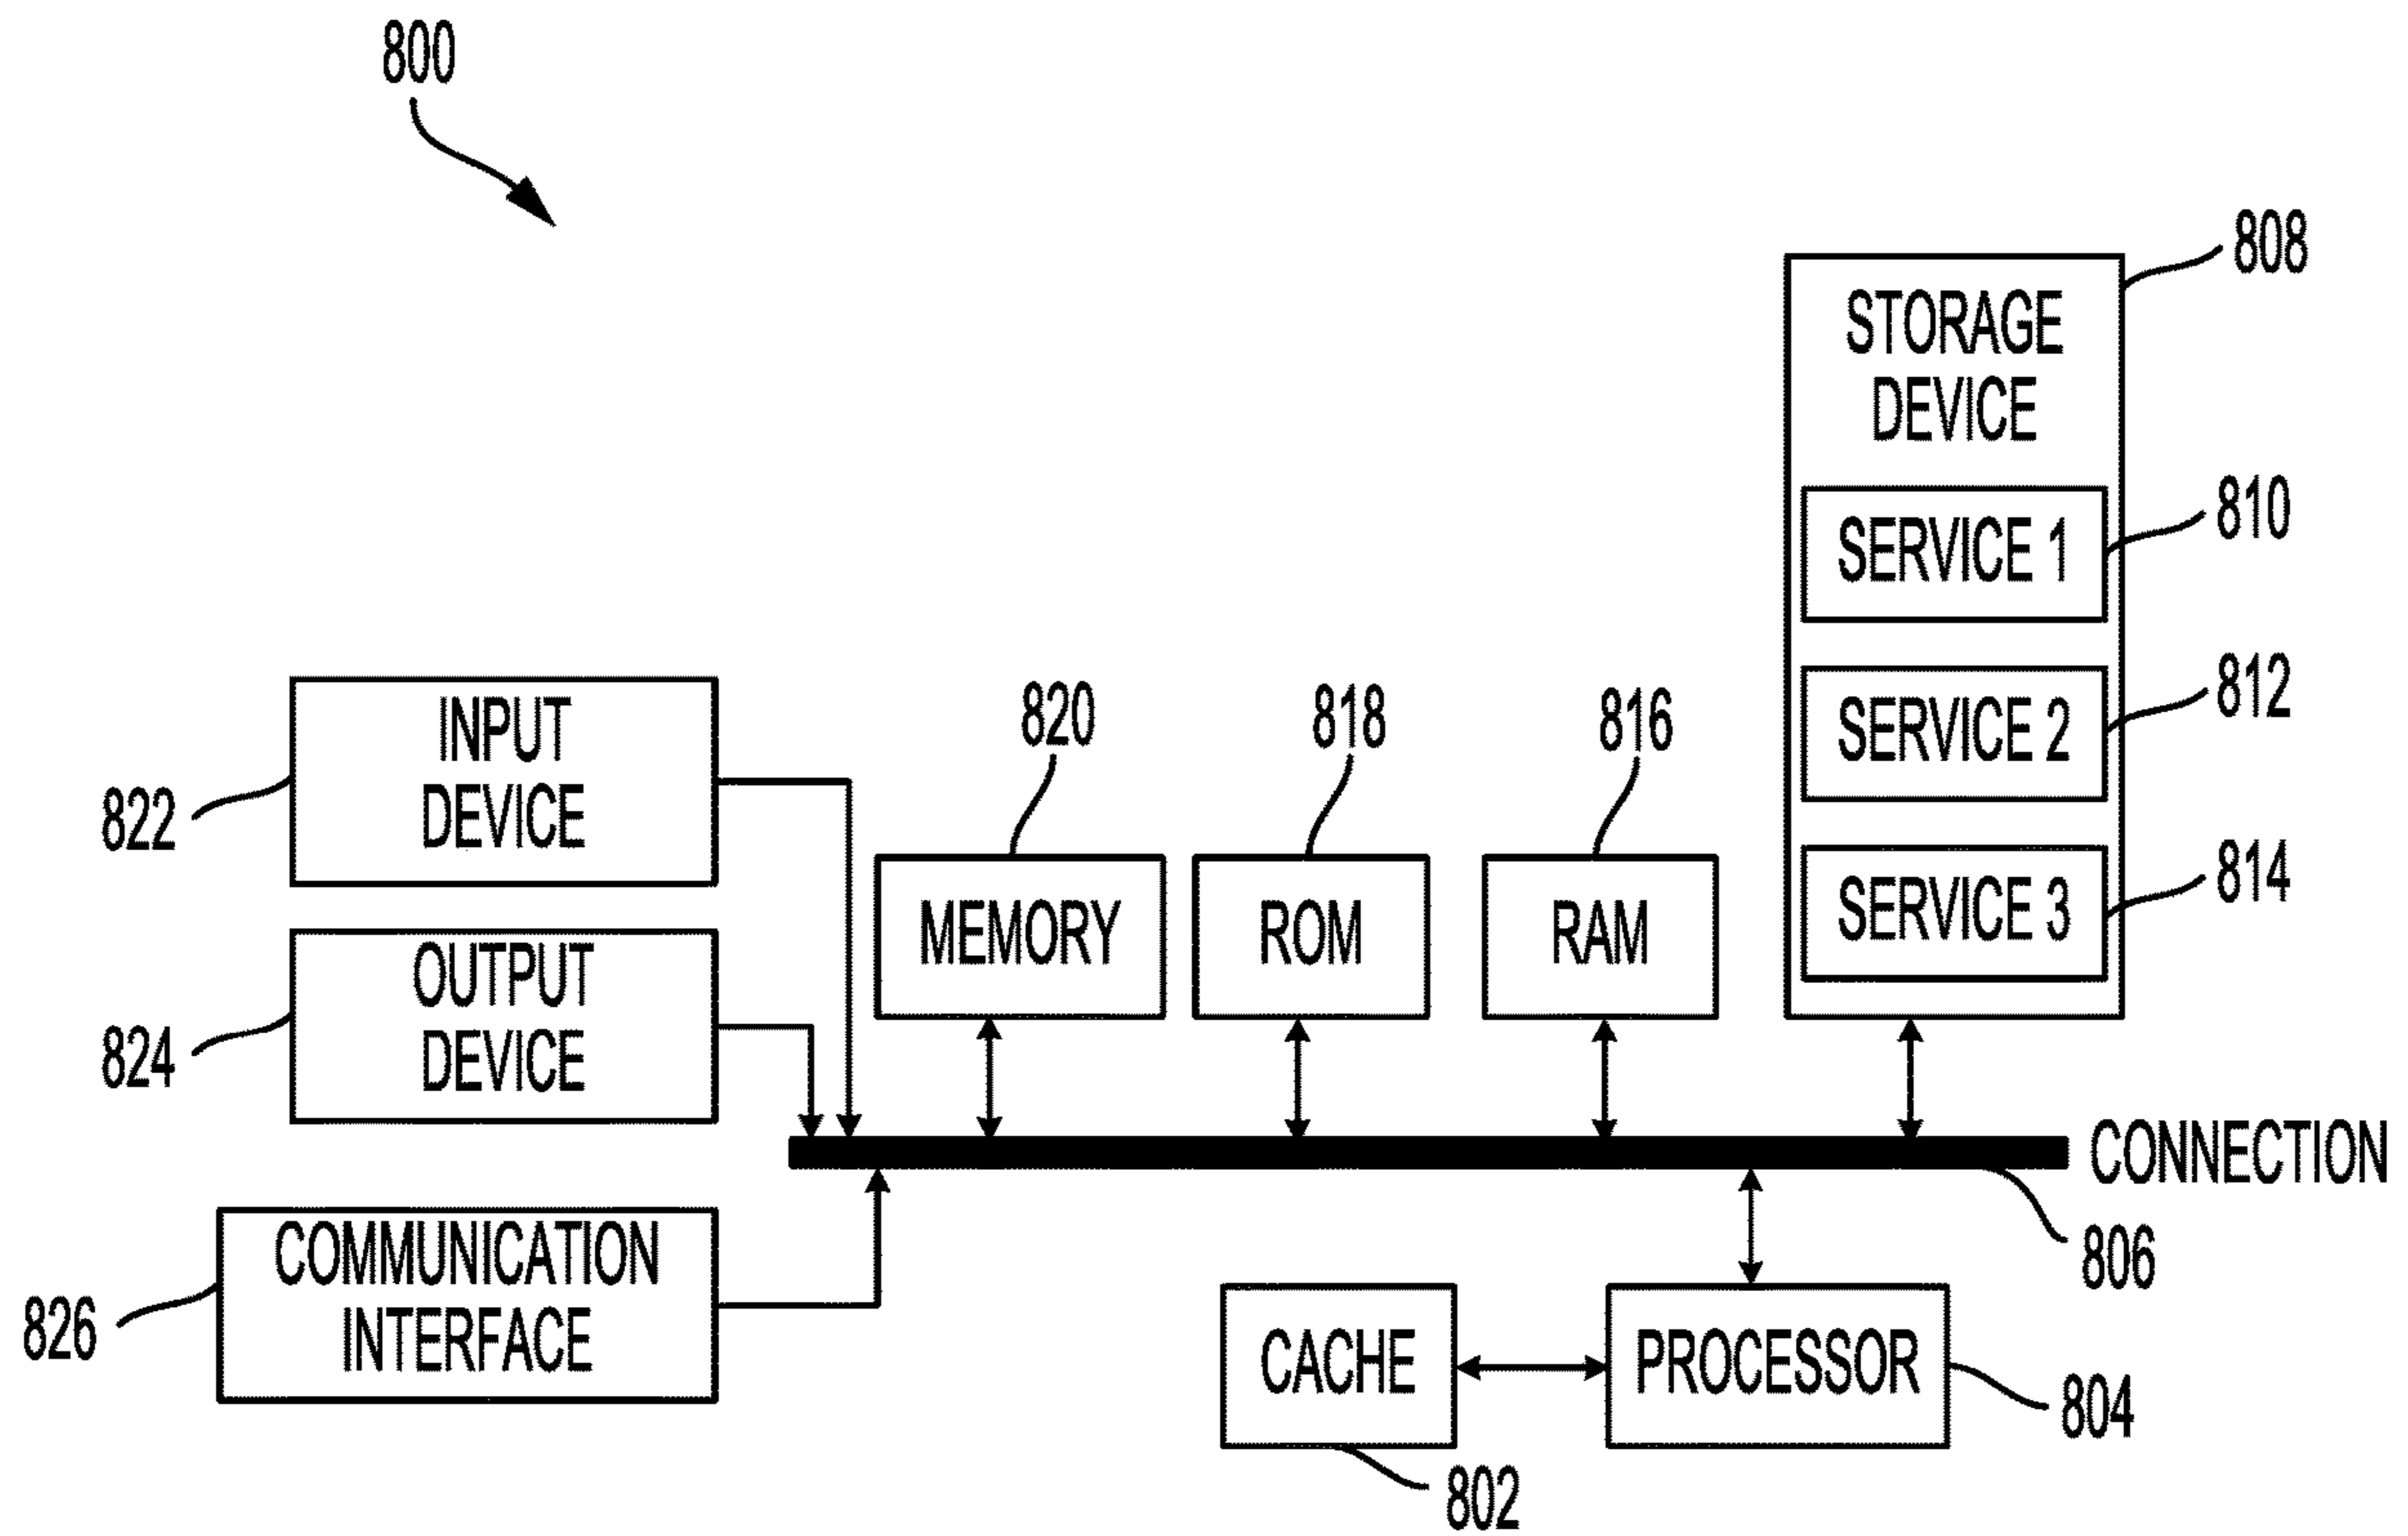 800
808
STORAGE
DEVICE
810
SERVICE 1
812
SERVICE 2
814
SERVICE 3
822
INPUT
DEVICE
820
818
816
MEMORY
ROM
RAM
824
OUTPUT
DEVICE
CONNECTION
806
826
COMMUNICATION
INTERFACE
CACHE
PROCESSOR
804
802